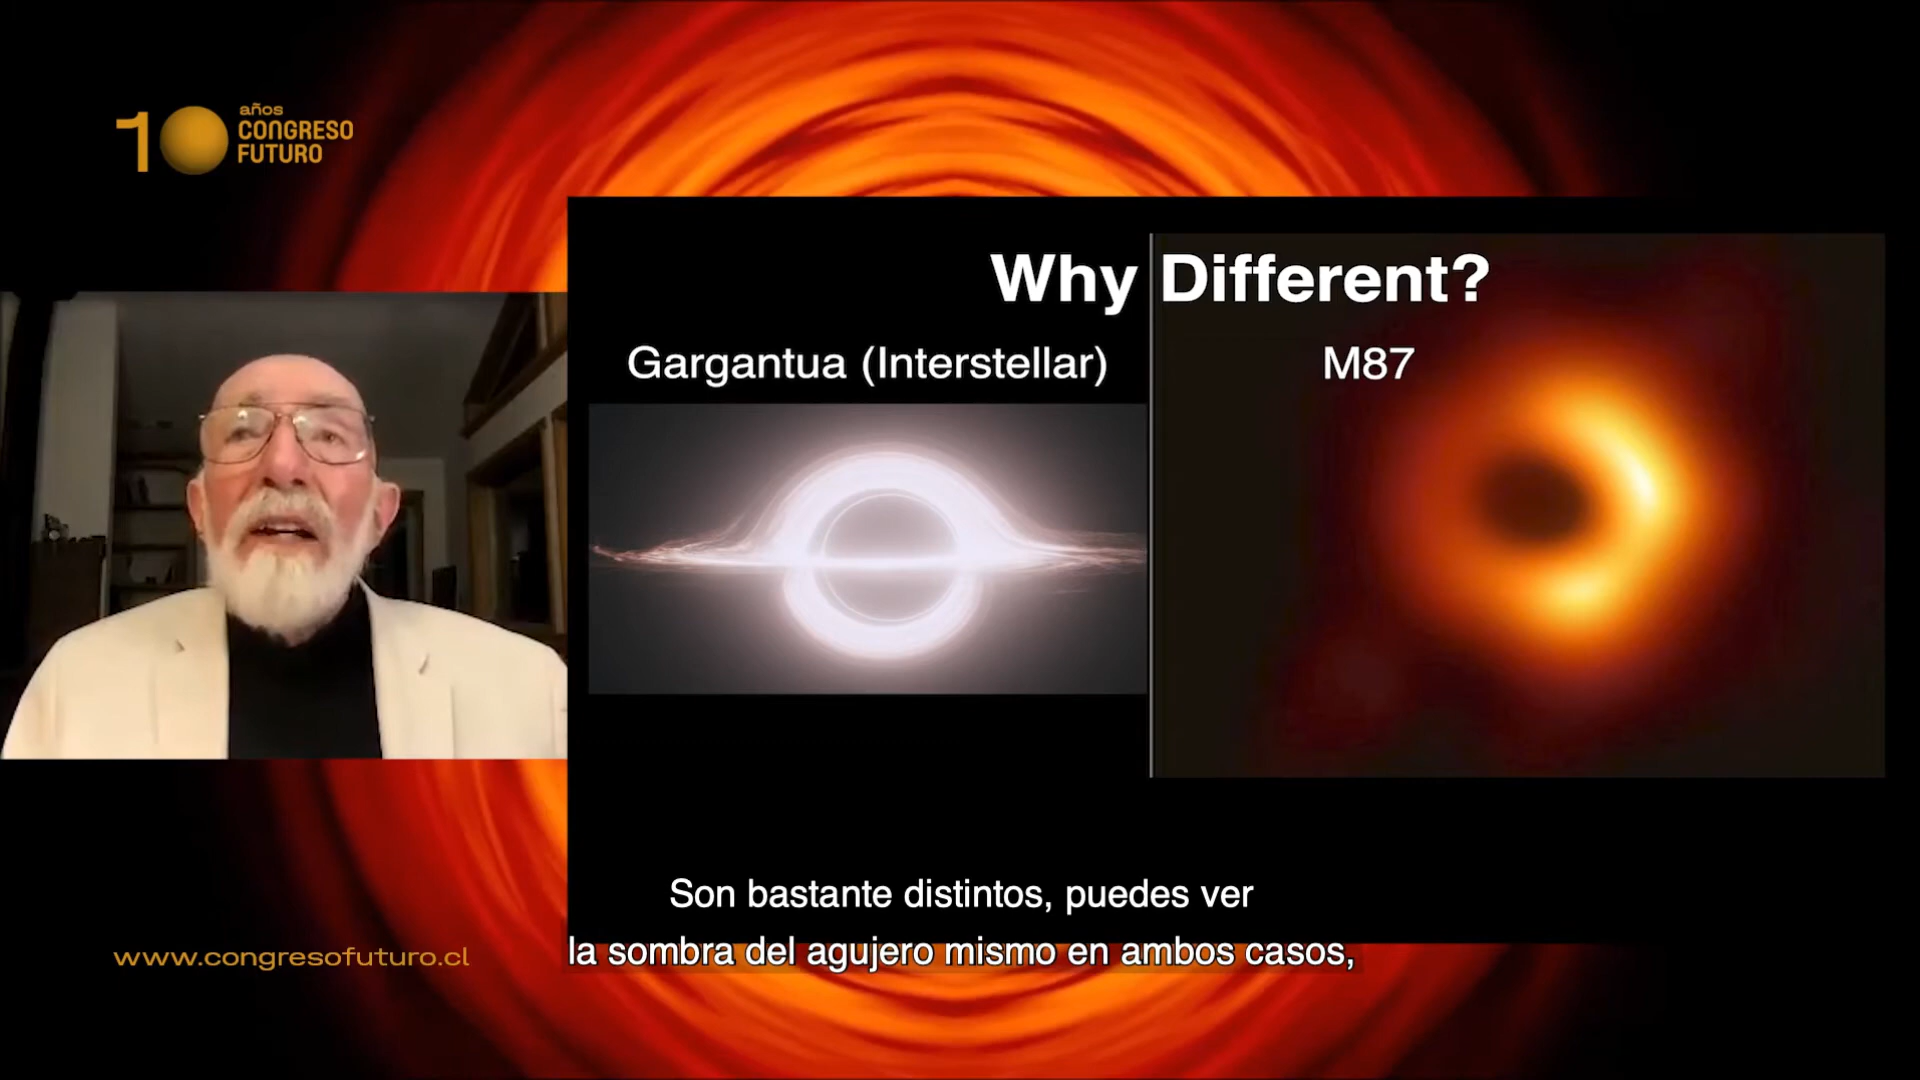 10
años
CONGRESO
FUTURO
Why Different?
Gargantua (Interstellar)
M87
Son bastante distintos, puedes ver
la sombra del agujero mismo en ambos casos,
www.congresofuturo.cl